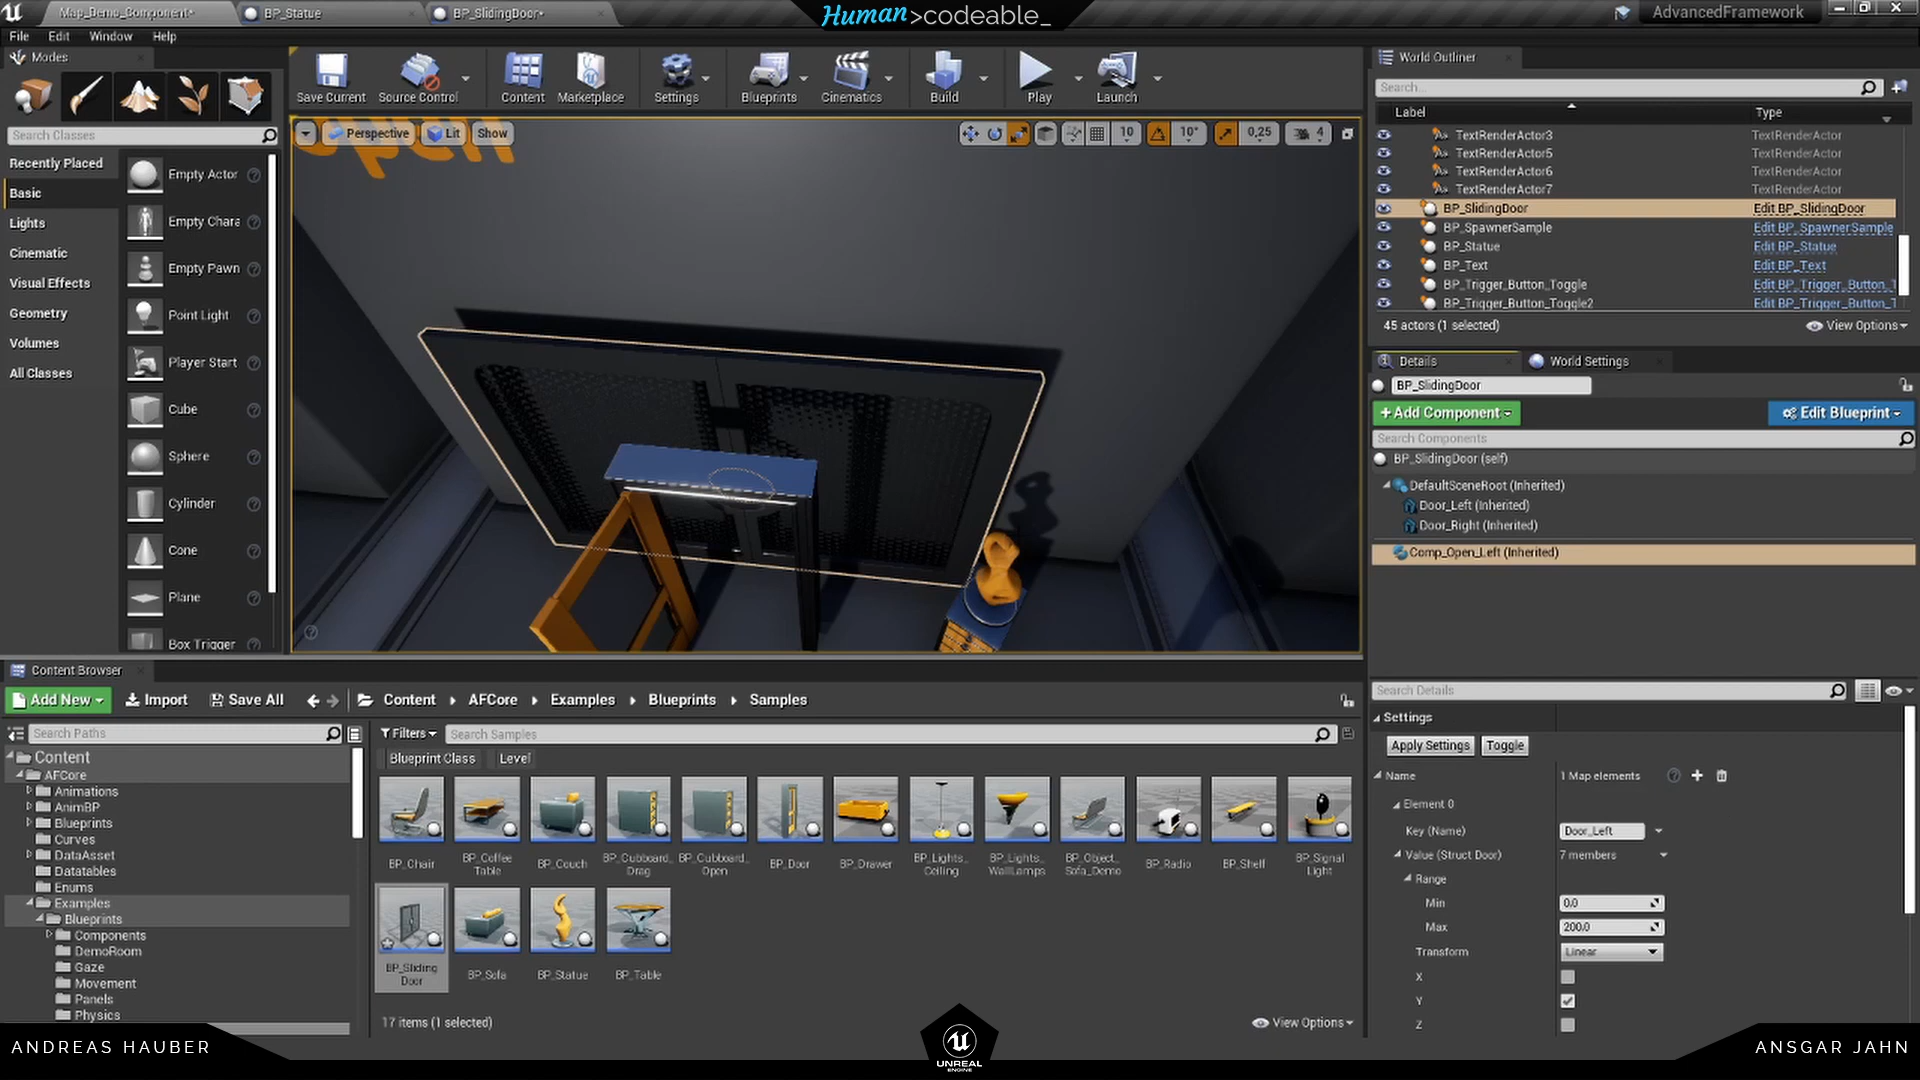 Map_Demo_Component*
BP_Statue
BP_SlidingDoor*
Human>codeable_
AdvancedFramework
File Edit Window Help
Modes
Search Classes
Recently Placed
Basic
Lights
Cinematic
Visual Effects
Geometry
Volumes
All Classes
Empty Actor
Empty Chara
Empty Pawn
Point Light
Player Start
Cube
Sphere
Cylinder
Cone
Plane
Box Trigger
Save Current
Source Control
Content
Marketplace
Settings
Blueprints
Cinematics
Build
Play
Launch
Perspective
Lit
Show
10
10°
0,25
4
open
World Outliner
Search...
Label Type
TextRenderActor3 TextRenderActor
TextRenderActor5 TextRenderActor
TextRenderActor6 TextRenderActor
TextRenderActor7 TextRenderActor
BP_SlidingDoor Edit BP_SlidingDoor
BP_SpawnerSample Edit BP_SpawnerSample
BP_Statue Edit BP_Statue
BP_Text Edit BP_Text
BP_Trigger_Button_Toggle Edit BP_Trigger_Button_T
BP_Trigger_Button_Toggle2 Edit BP_Trigger_Button_T
45 actors (1 selected) View Options
Details World Settings
BP_SlidingDoor
+Add Component
Edit Blueprint
Search Components
BP_SlidingDoor (self)
DefaultSceneRoot (Inherited)
Door_Left (Inherited)
Door_Right (Inherited)
Comp_Open_Left (Inherited)
Search Details
Settings
Apply Settings Toggle
Name 1 Map elements
Element 0
Key (Name) Door_Left
Value (Struct Door) 7 members
Range
Min 0.0
Max 200.0
Transform Linear
X
Y
Z
Content Browser
Add New Import Save All
Content AFCore Examples Blueprints Samples
Search Paths
Content
AFCore
Animations
AnimBP
Blueprints
Curves
DataAsset
Datatables
Enums
Examples
Blueprints
Components
DemoRoom
Gaze
Movement
Panels
Physics
Filters Search Samples
Blueprint Class Level
BP_Chair
BP_Coffee
Table
BP_Couch
BP_Cubboard_
Drag
BP_Cubboard_
Open
BP_Door
BP_Drawer
BP_Lights_
Ceiling
BP_Lights_
WallLamps
BP_Object_
Sofa_Demo
BP_Radio
BP_Shelf
BP_Signal
Light
BP_Sliding
Door
BP_Sofa
BP_Statue
BP_Table
17 items (1 selected) View Options
ANDREAS HAUBER
UNREAL
ENGINE
ANSGAR JAHN